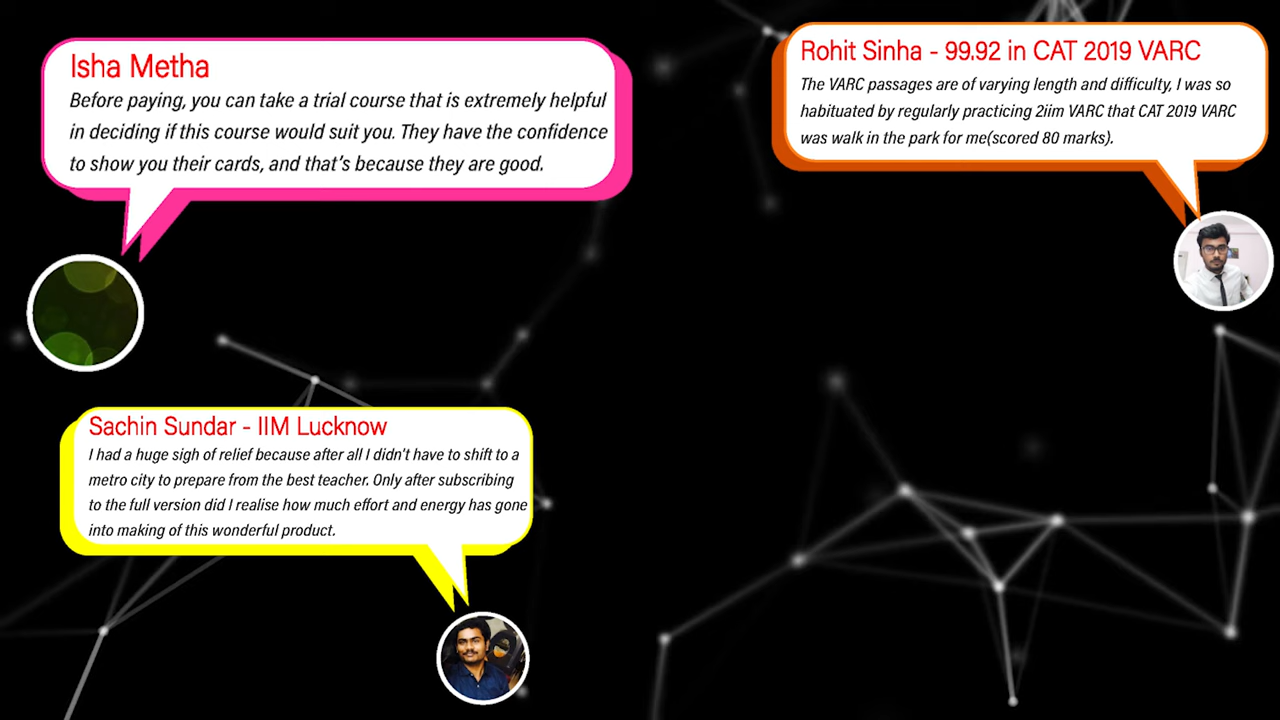 Isha Metha
Before paying, you can take a trial course that is extremely helpful
in deciding if this course would suit you. They have the confidence
to show you their cards, and that's because they are good.
Rohit Sinha - 99.92 in CAT 2019 VARC
The VARC passages are of varying length and difficulty, I was so
habituated by regularly practicing 2iim VARC that CAT 2019 VARC
was walk in the park for me(scored 80 marks).
Sachin Sundar - IIM Lucknow
I had a huge sigh of relief because after all I didn't have to shift to a
metro city to prepare from the best teacher. Only after subscribing
to the full version did I realise how much effort and energy has gone
into making of this wonderful product.